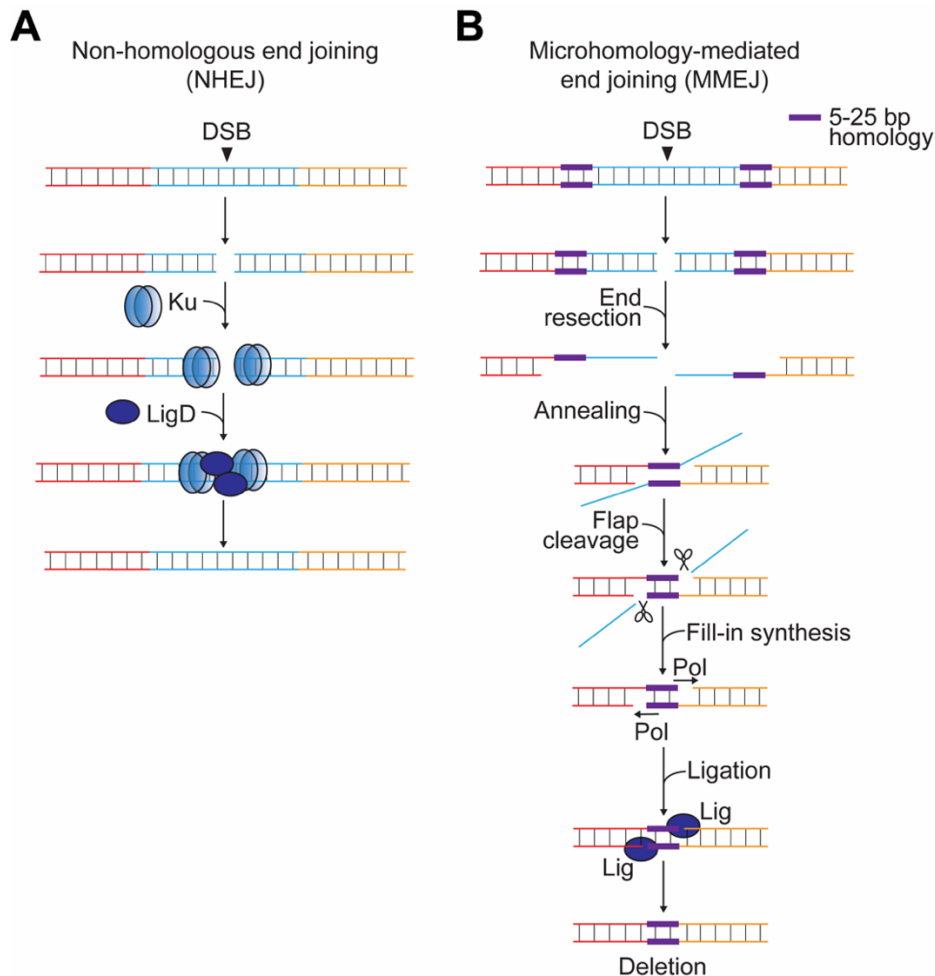 A
Non-homologous end joining
(NHEJ)
DSB
Ku
LigD
B
Microhomology-mediated
end joining (MMEJ)
5-25 bp
homology
DSB
End
resection
Annealing
Flap
cleavage
Fill-in synthesis
Pol
Pol
Ligation
Lig
Lig
Deletion